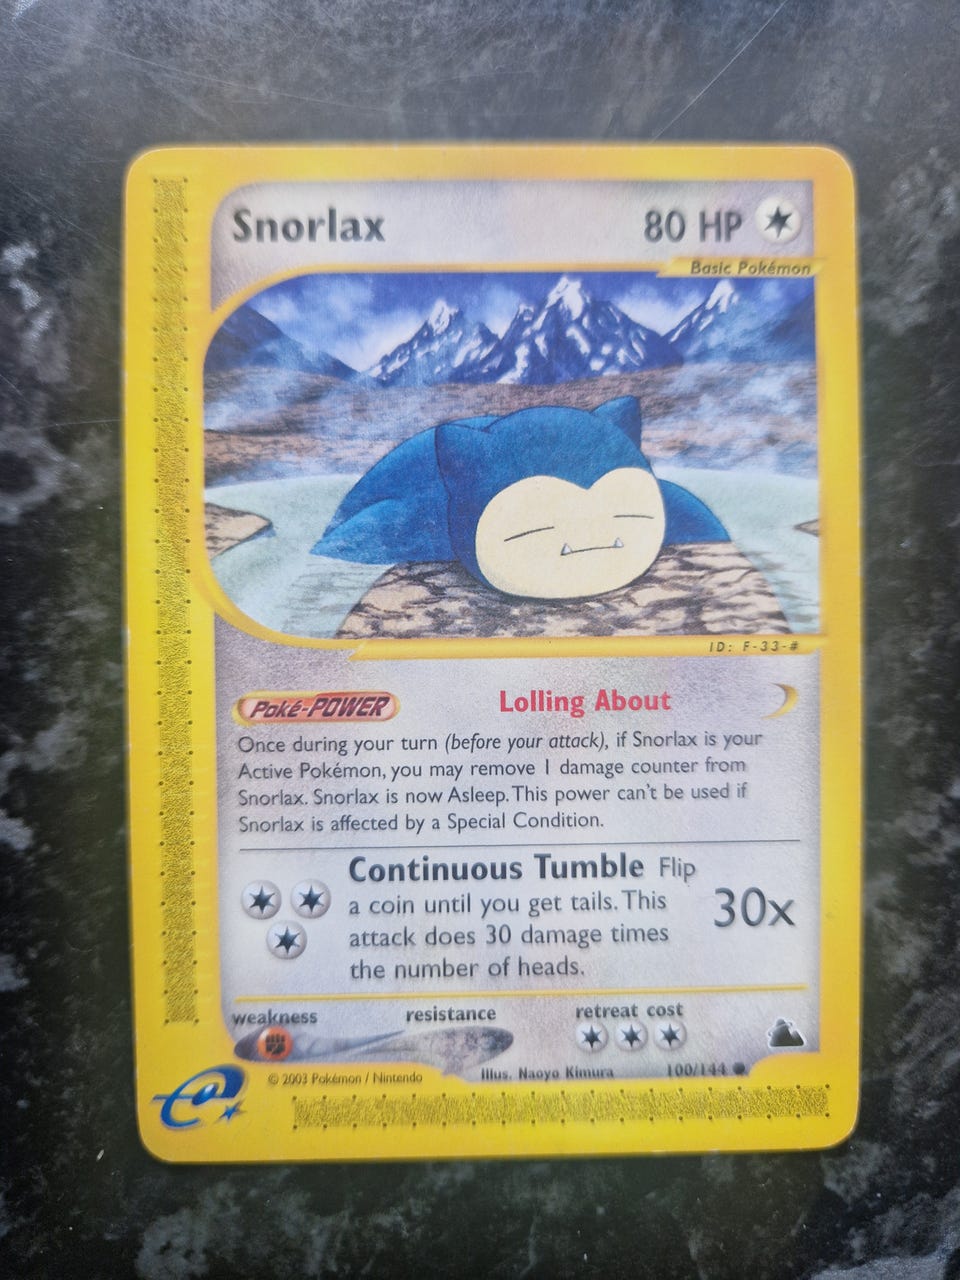 Snorlax 80 HP
Basic Pokémon
ID: F-33-#
Poké-POWER Lolling About
Once during your turn (before your attack), if Snorlax is your
Active Pokémon, you may remove 1 damage counter from
Snorlax. Snorlax is now Asleep. This power can't be used if
Snorlax is affected by a Special Condition.
Continuous Tumble Flip
a coin until you get tails. This
attack does 30 damage times
the number of heads.
30x
weakness resistance retreat cost
© 2003 Pokémon / Nintendo Illus. Naoyo Kimura 100/144
e